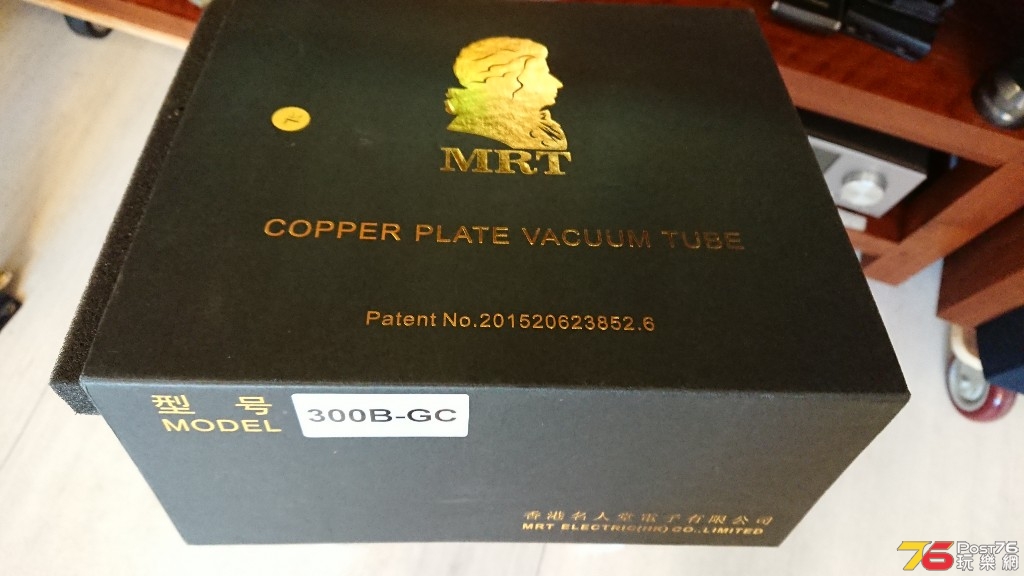 MRT
COPPER PLATE VACUUM TUBE
Patent No.201520623852.6
型 号
MODEL 300B-GC
香港名人堂電子有限公司
MRT ELECTRIC(HK) CO.,LIMITED
76 Post76
玩樂網